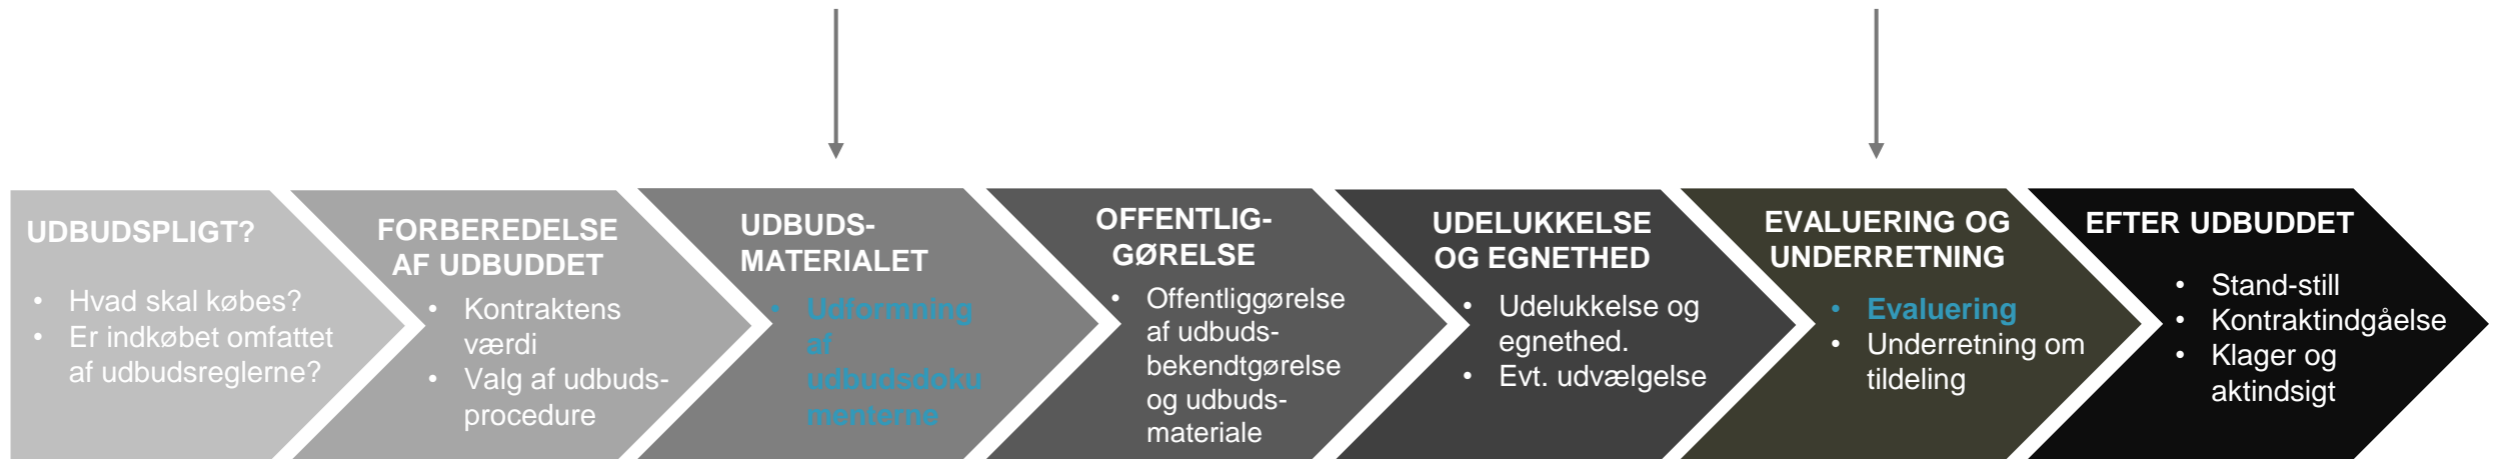 UDBUDSPLIGT?
• Hvad skal købes?
• Er indkøbet omfattet
af udbudsreglerne?
FORBEREDELSE
AF UDBUDDET
• Kontraktens
værdi
• Valg af udbuds-
procedure
UDBUDS-
MATERIALET
• Udformning
af
udbudsdoku
menterne
OFFENTLIG-
GØRELSE
• Offentliggørelse
af udbuds-
bekendtgørelse
og udbuds-
materiale
UDELUKKELSE
OG EGNETHED
• Udelukkelse og
egnethed.
• Evt. udvælgelse
EVALUERING OG
UNDERRETNING
• Evaluering
• Underretning om
tildeling
EFTER UDBUDDET
• Stand-still
• Kontraktindgåelse
• Klager og
aktindsigt